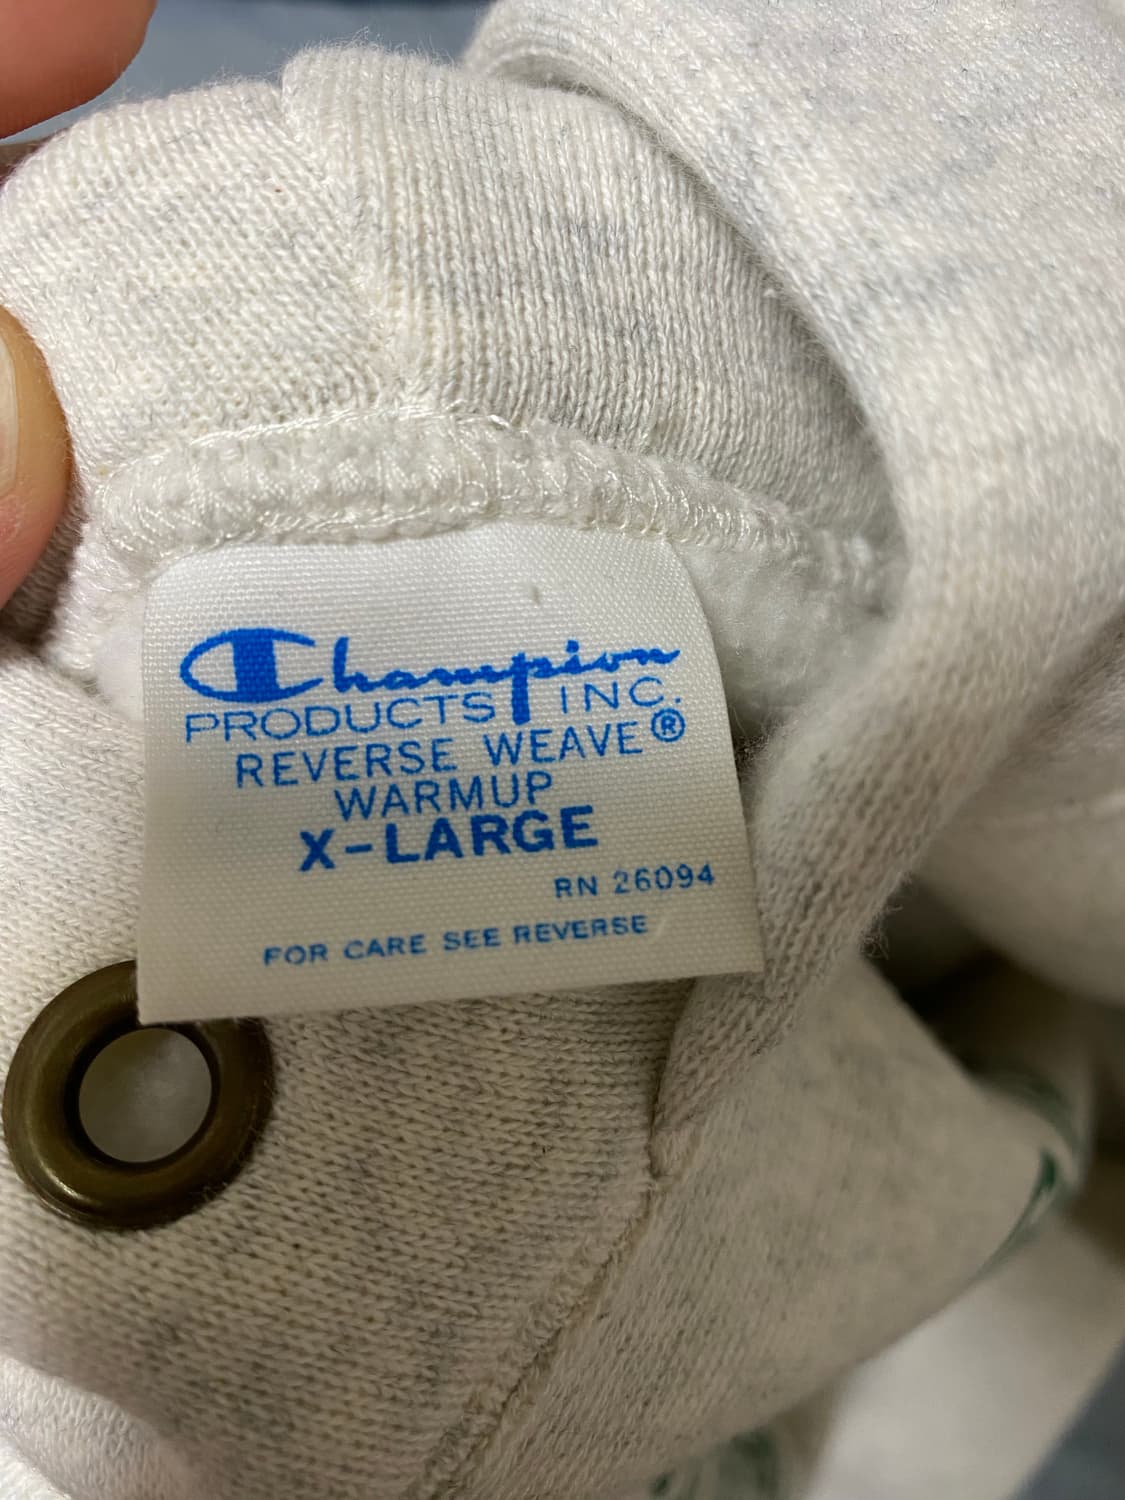 Champion
PRODUCTS INC.
REVERSE WEAVE®
WARMUP
X-LARGE
RN 26094
FOR CARE SEE REVERSE